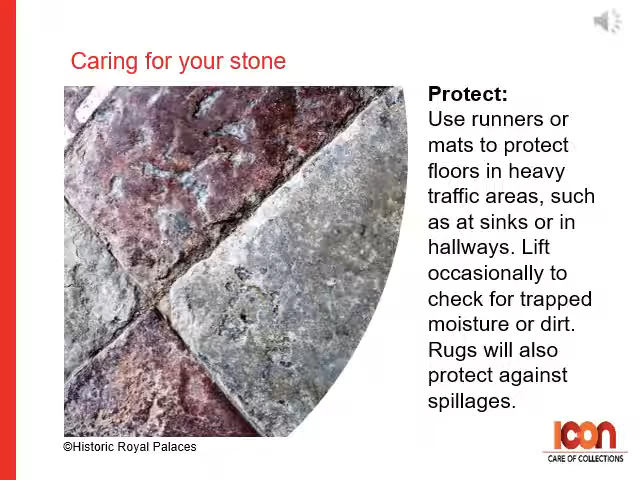 Caring for your stone
Protect:
Use runners or
mats to protect
floors in heavy
traffic areas, such
as at sinks or in
hallways. Lift
occasionally to
check for trapped
moisture or dirt.
Rugs will also
protect against
spillages.
©Historic Royal Palaces
Icon
CARE OF COLLECTIONS